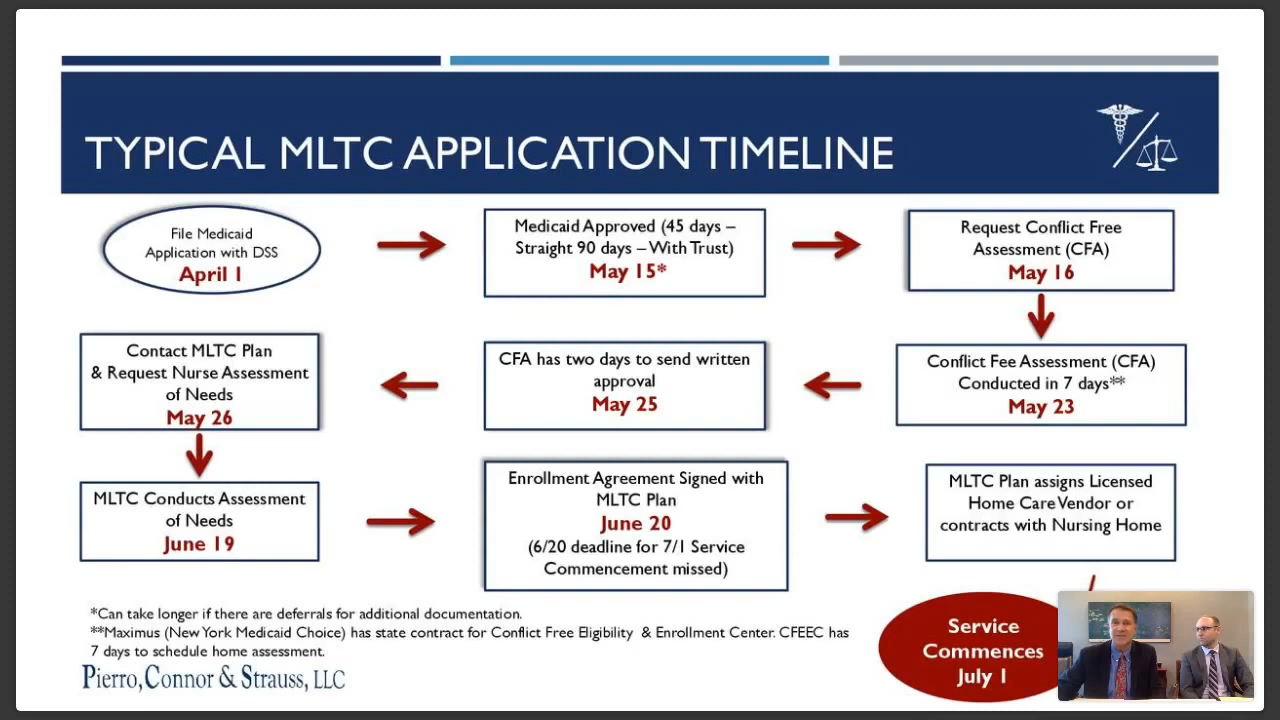 TYPICAL MLTC APPLICATION TIMELINE
File Medicaid
Application with DSS
April 1
Medicaid Approved (45 days –
Straight 90 days – With Trust)
May 15*
Request Conflict Free
Assessment (CFA)
May 16
Contact MLTC Plan
& Request Nurse Assessment
of Needs
May 26
CFA has two days to send written
approval
May 25
Conflict Fee Assessment (CFA)
Conducted in 7 days**
May 23
MLTC Conducts Assessment
of Needs
June 19
Enrollment Agreement Signed with
MLTC Plan
June 20
(6/20 deadline for 7/1 Service
Commencement missed)
MLTC Plan assigns Licensed
Home Care Vendor or
contracts with Nursing Home
*Can take longer if there are deferrals for additional documentation.
**Maximus (New York Medicaid Choice) has state contract for Conflict Free Eligibility & Enrollment Center. CFEEC has
7 days to schedule home assessment.
Pierro, Connor & Strauss, LLC
Service
Commences
July 1